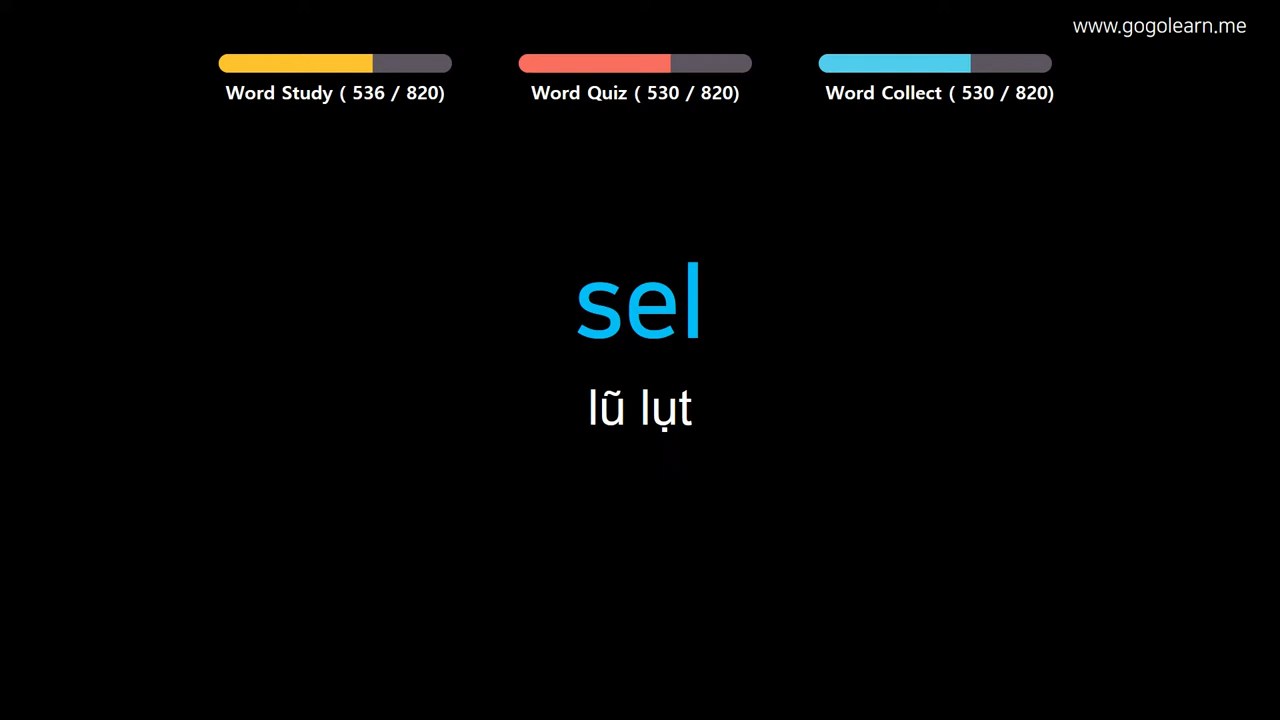 www.gogolearn.me
Word Study ( 536 / 820)
Word Quiz ( 530 / 820)
Word Collect ( 530 / 820)
sel
lũ lụt